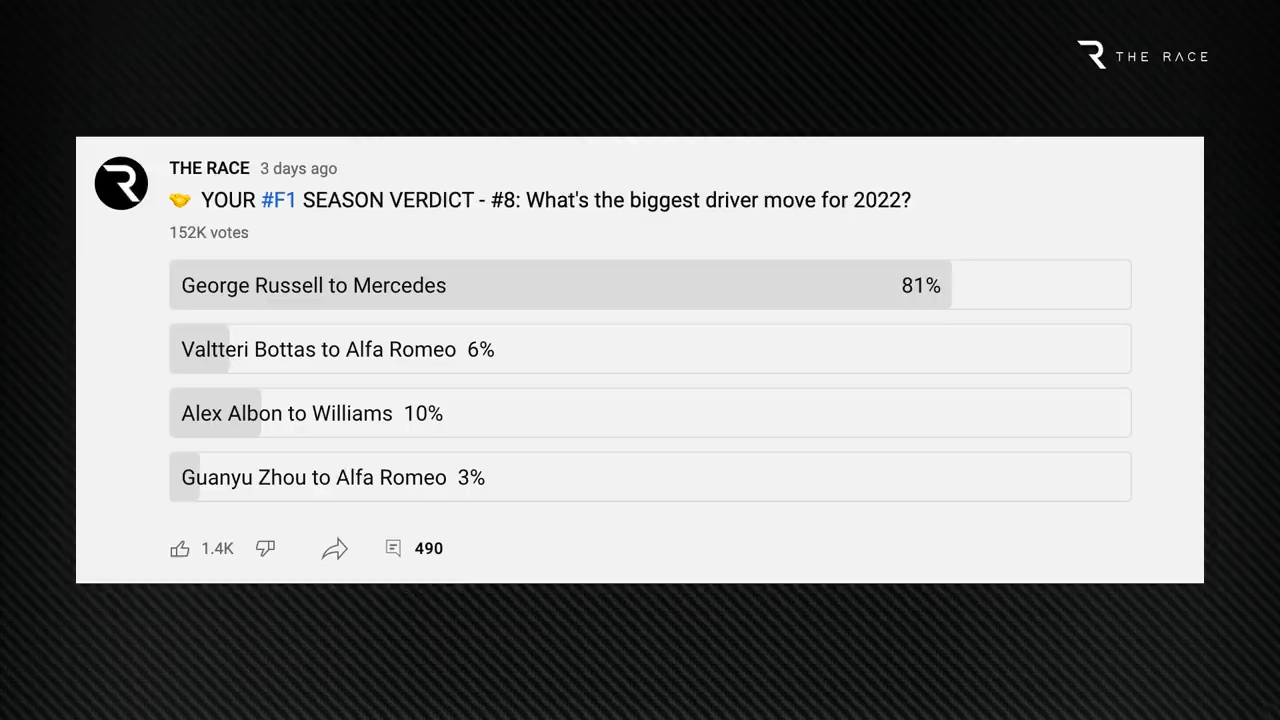 THE RACE
THE RACE 3 days ago
🤝 YOUR #F1 SEASON VERDICT - #8: What's the biggest driver move for 2022?
152K votes
George Russell to Mercedes 81%
Valtteri Bottas to Alfa Romeo 6%
Alex Albon to Williams 10%
Guanyu Zhou to Alfa Romeo 3%
1.4K 490